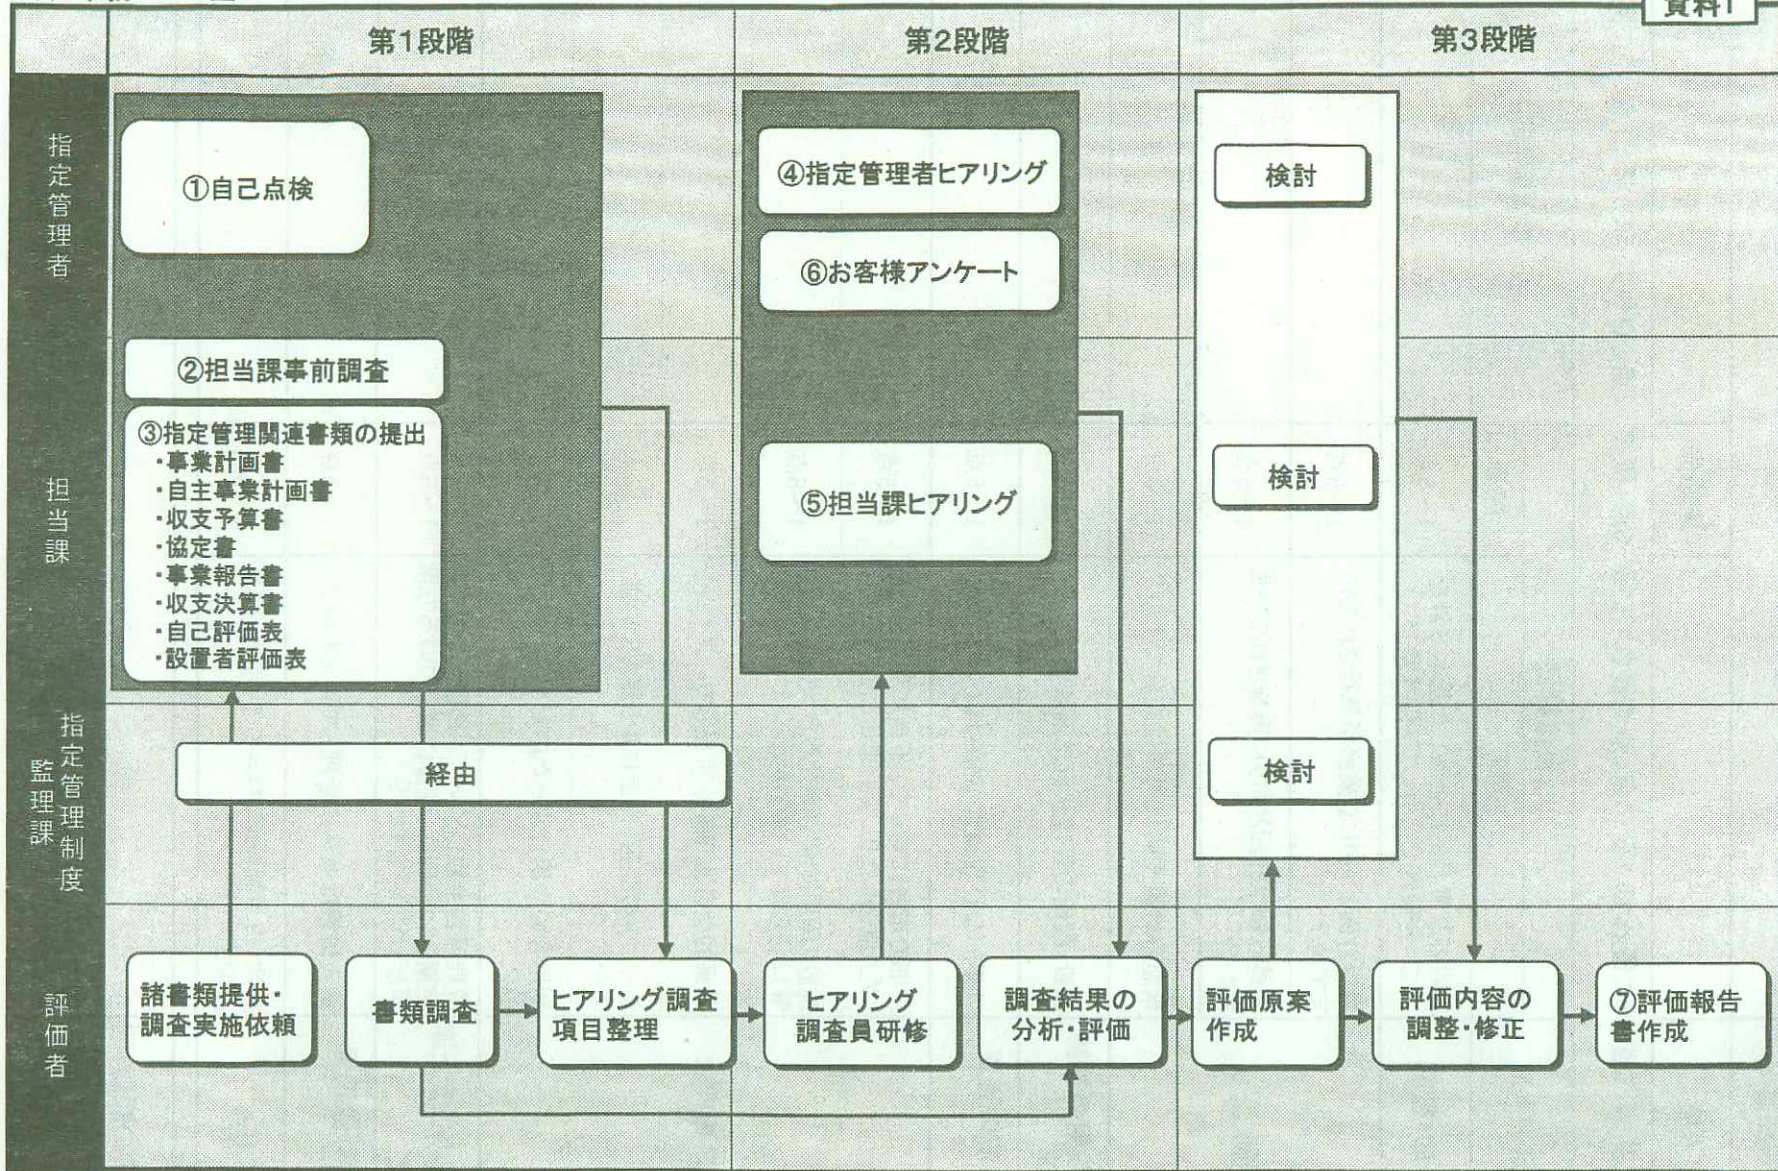 資料1
第1段階
第2段階
第3段階
指定管理者
①自己点検
④指定管理者ヒアリング
⑥お客様アンケート
検討
担当課
②担当課事前調査
③指定管理関連書類の提出
・事業計画書
・自主事業計画書
・収支予算書
・協定書
・事業報告書
・収支決算書
・自己評価表
・設置者評価表
⑤担当課ヒアリング
検討
指定管理制度
監理課
経由
検討
評価者
諸書類提供・
調査実施依頼
書類調査
ヒアリング調査
項目整理
ヒアリング
調査員研修
調査結果の
分析・評価
評価原案
作成
評価内容の
調整・修正
⑦評価報告
書作成